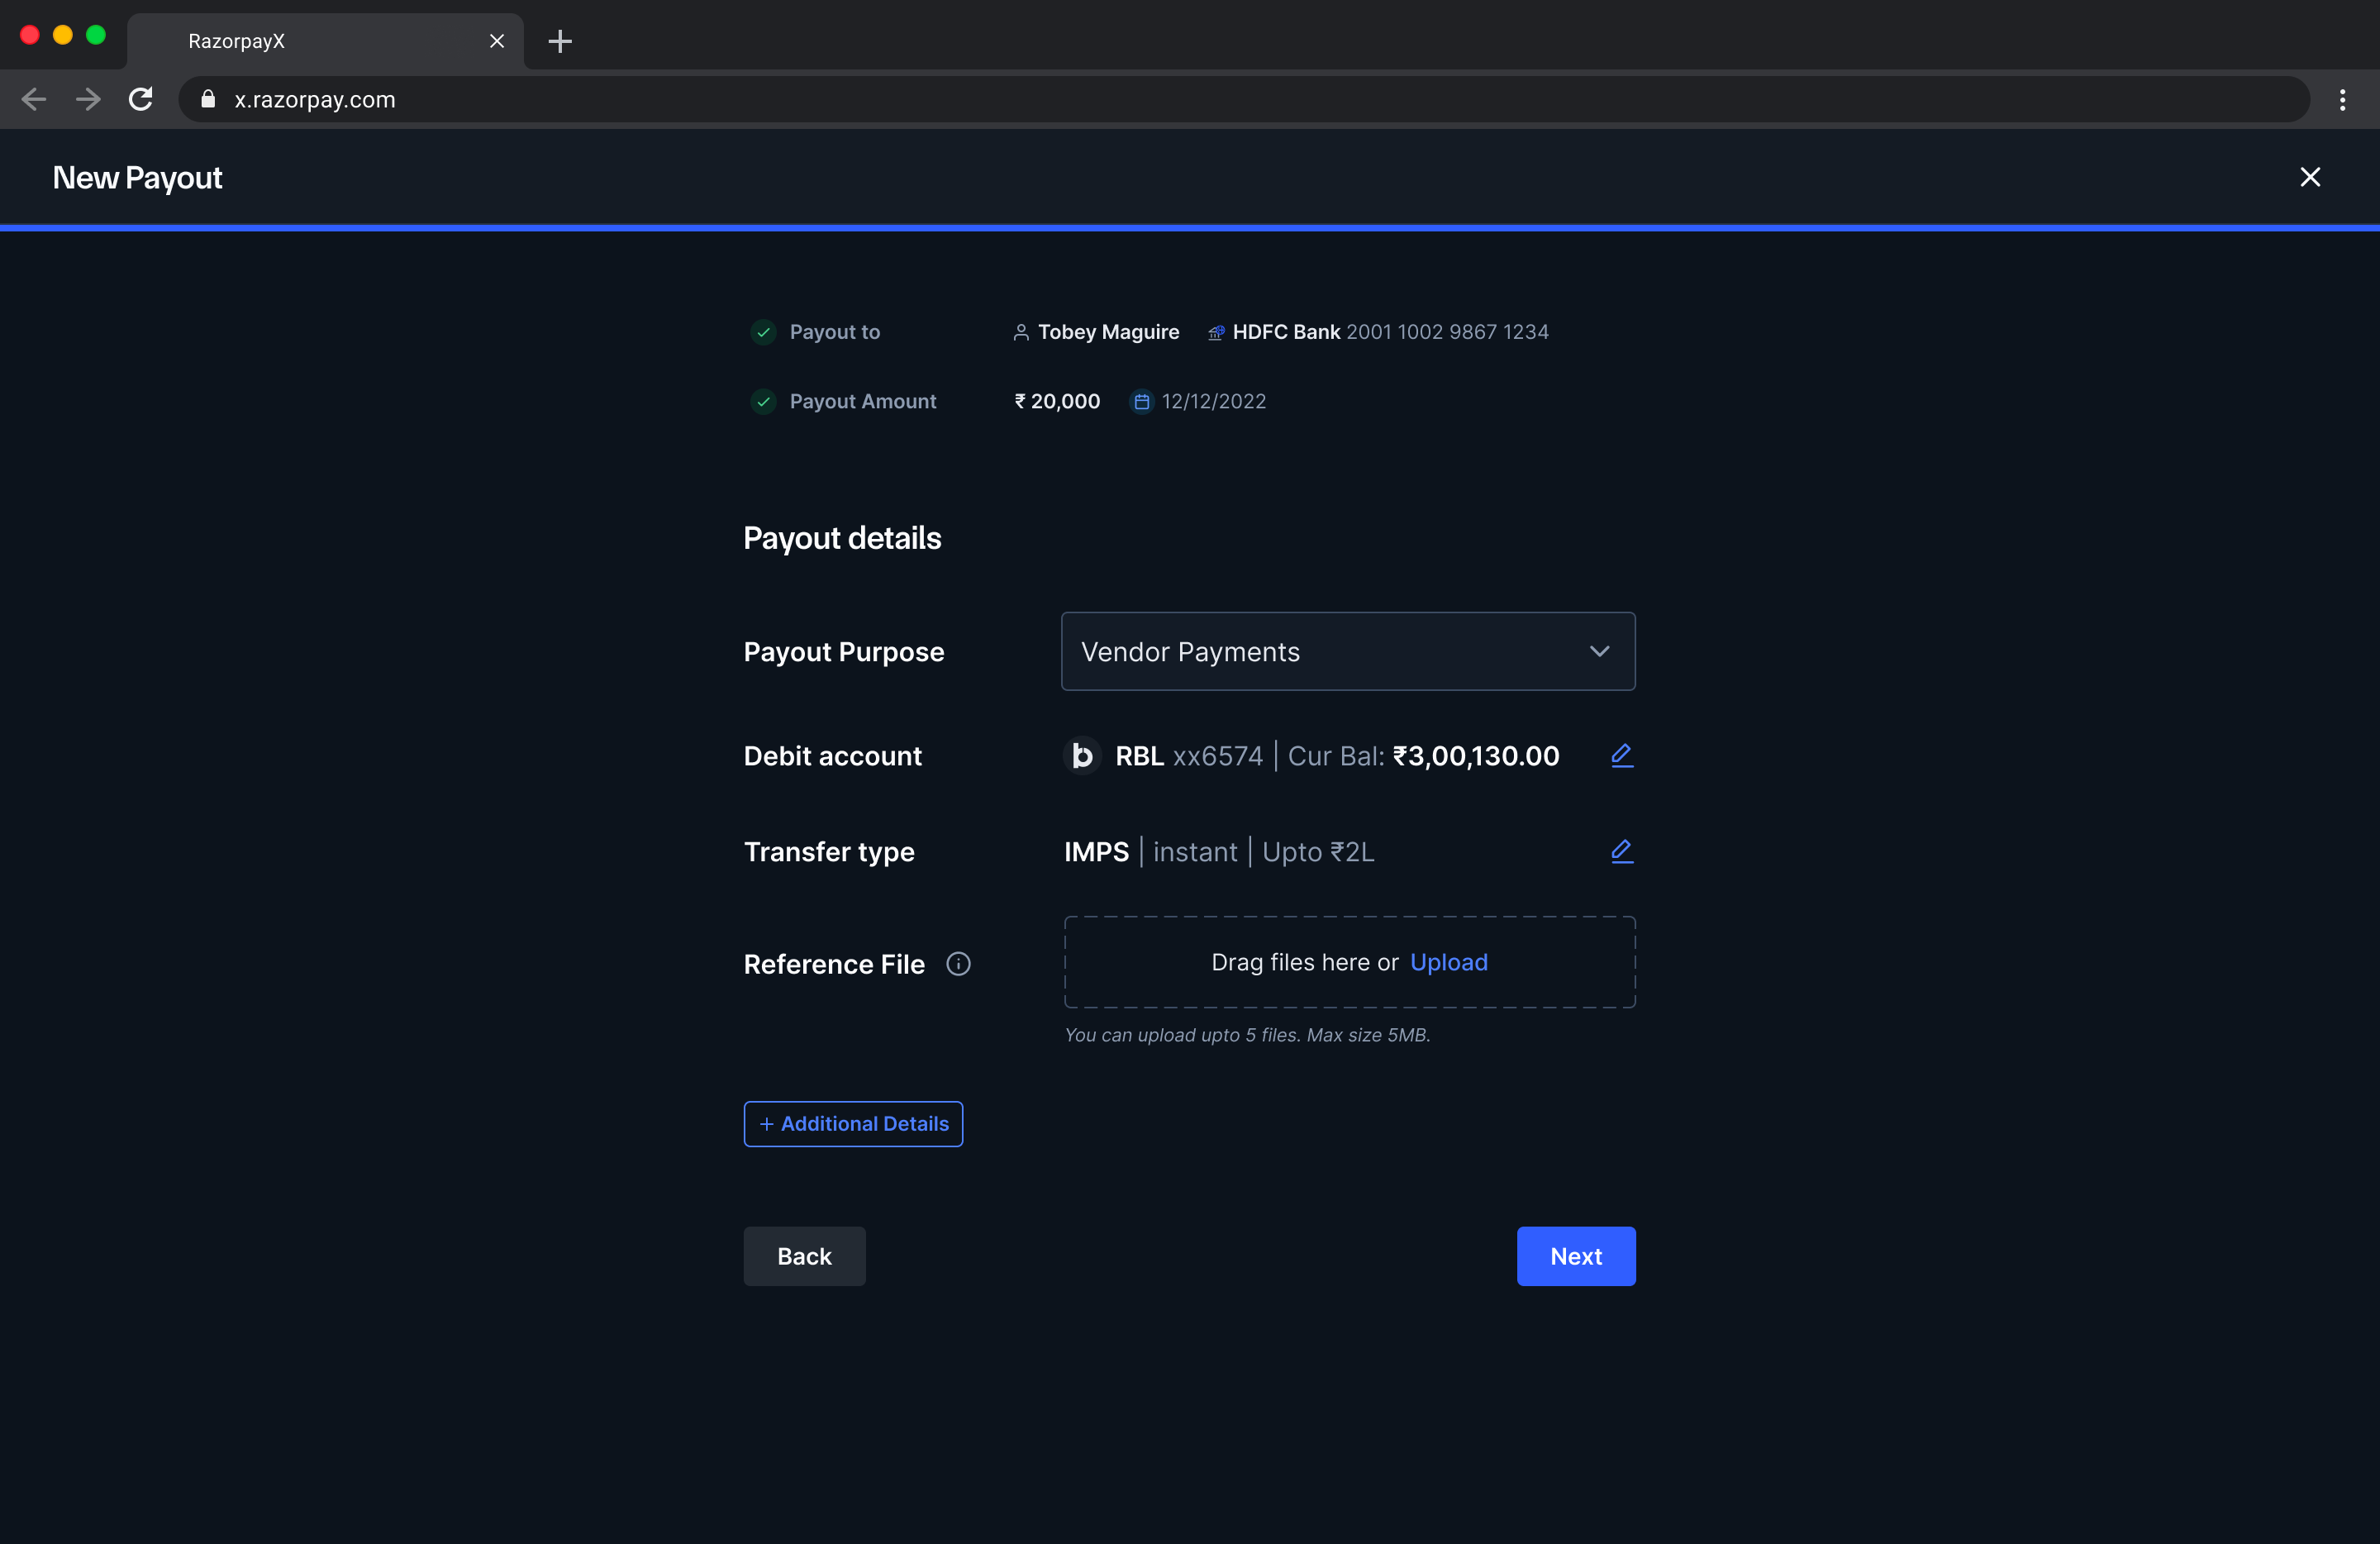 RazorpayX
x.razorpay.com
New Payout
Payout to Tobey Maguire HDFC Bank 2001 1002 9867 1234
Payout Amount ₹ 20,000 12/12/2022
Payout details
Payout Purpose Vendor Payments
Debit account RBL xx6574 | Cur Bal: ₹3,00,130.00
Transfer type IMPS | instant | Upto ₹2L
Reference File Drag files here or Upload
You can upload upto 5 files. Max size 5MB.
+ Additional Details
Back Next